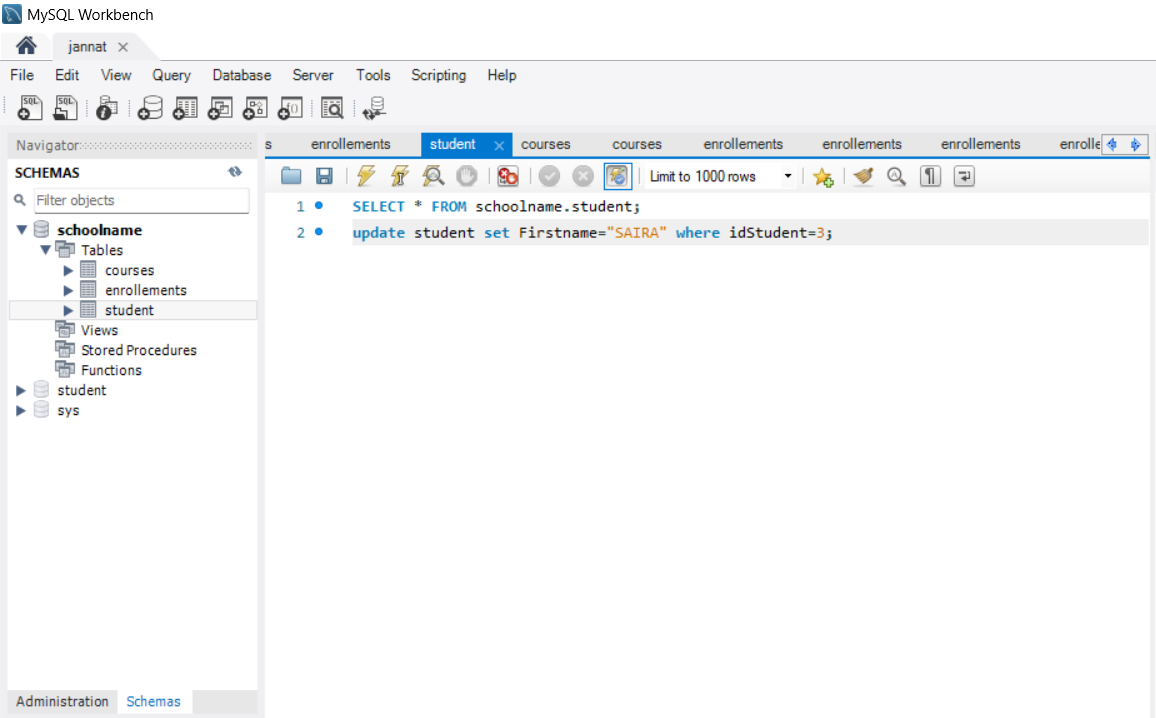 MySQL Workbench
jannat
File Edit View Query Database Server Tools Scripting Help
Navigator
s enrollements student courses courses enrollements enrollements enrollements enrolle
SCHEMAS
Limit to 1000 rows
Filter objects
1 SELECT * FROM schoolname.student;
2 update student set Firstname="SAIRA" where idStudent=3;
schoolname
Tables
courses
enrollements
student
Views
Stored Procedures
Functions
student
sys
Administration Schemas